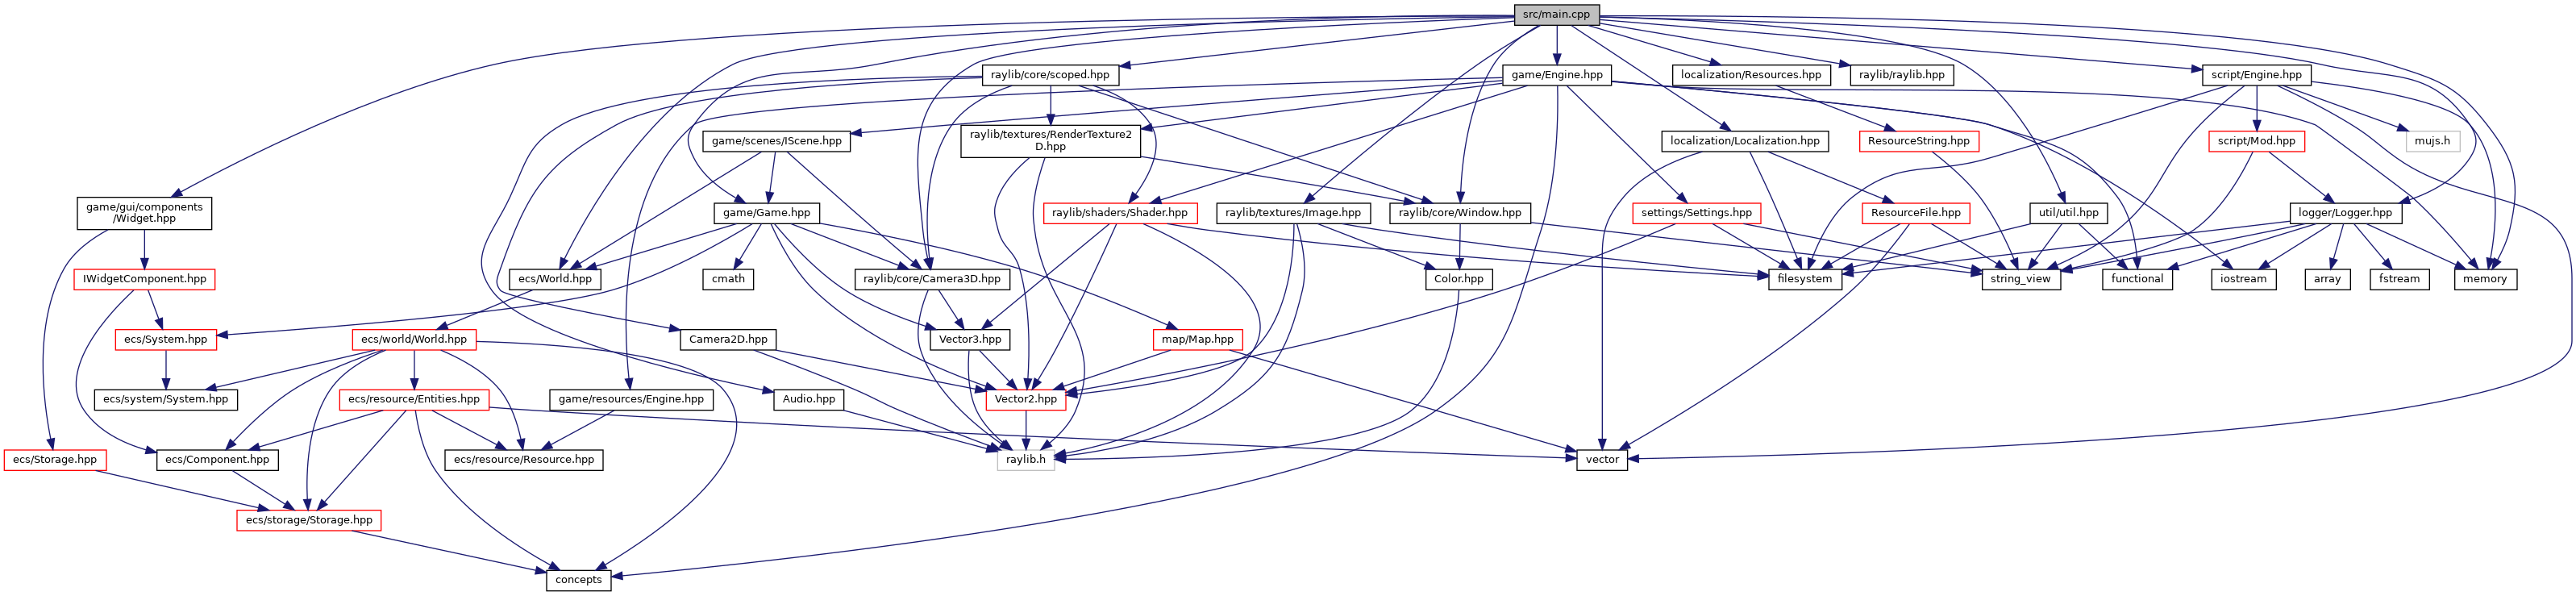 src/main.cpp
raylib/core/scoped.hpp
game/Engine.hpp
localization/Resources.hpp
raylib/raylib.hpp
script/Engine.hpp
game/scenes/IScene.hpp
raylib/textures/RenderTexture2
D.hpp
localization/Localization.hpp
ResourceString.hpp
script/Mod.hpp
mujs.h
game/gui/components
/Widget.hpp
game/Game.hpp
raylib/shaders/Shader.hpp
raylib/textures/Image.hpp
raylib/core/Window.hpp
settings/Settings.hpp
ResourceFile.hpp
util/util.hpp
logger/Logger.hpp
IWidgetComponent.hpp
ecs/World.hpp
cmath
raylib/core/Camera3D.hpp
Color.hpp
filesystem
string_view
functional
iostream
array
fstream
memory
ecs/System.hpp
ecs/world/World.hpp
Camera2D.hpp
Vector3.hpp
map/Map.hpp
ecs/system/System.hpp
ecs/resource/Entities.hpp
game/resources/Engine.hpp
Audio.hpp
Vector2.hpp
ecs/Storage.hpp
ecs/Component.hpp
ecs/resource/Resource.hpp
raylib.h
vector
ecs/storage/Storage.hpp
concepts